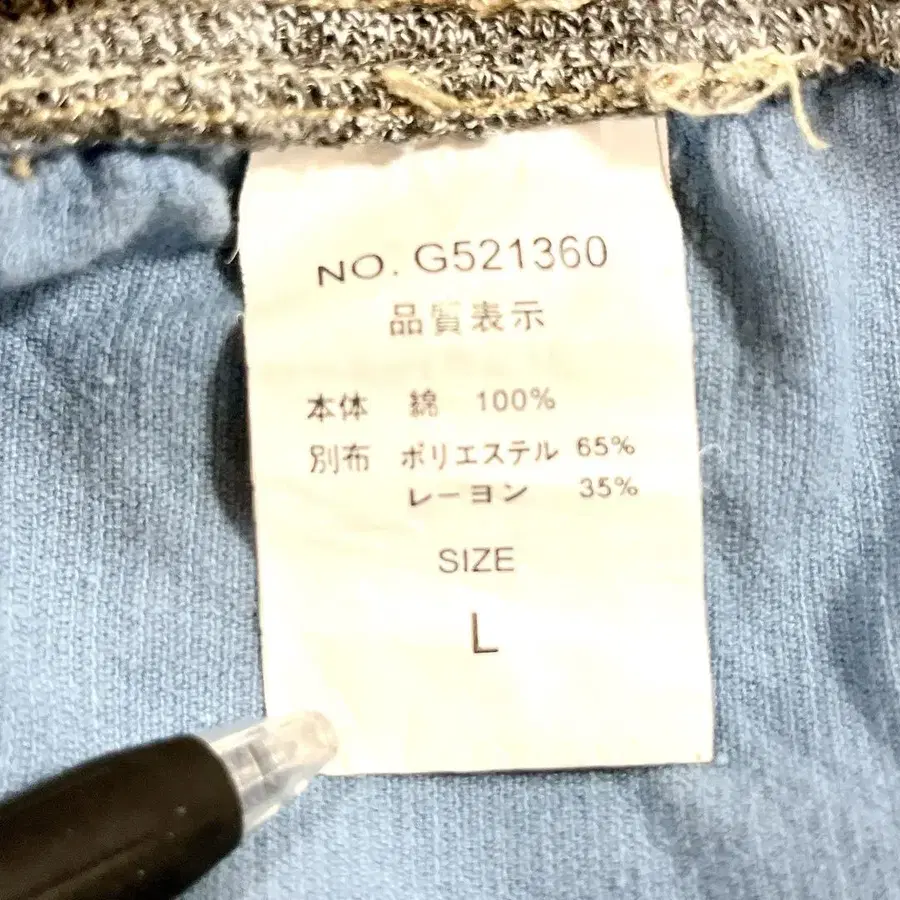 NO. G521360
品質表示
本体 綿 100%
別布 ポリエステル 65%
レーヨン 35%
SIZE
L